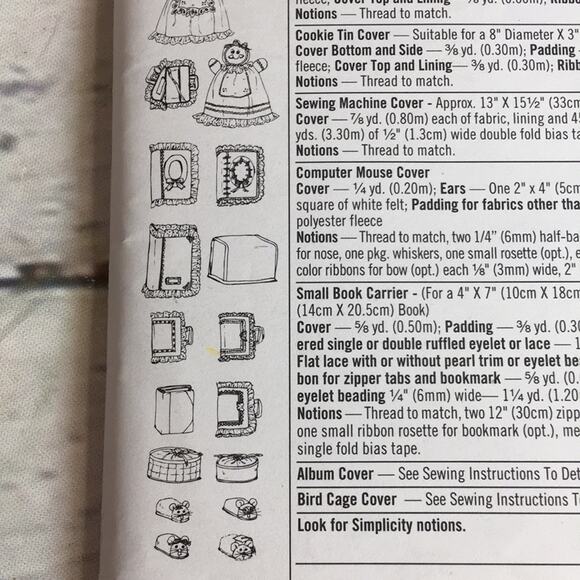 Notions — Thread to match.
Cookie Tin Cover — Suitable for a 8" Diameter X 3"
Cover Bottom and Side — ⅜ yd. (0.30m); Padding
fleece; Cover Top and Lining— ⅜ yd. (0.30m); Ribb
Notions — Thread to match.
Sewing Machine Cover - Approx. 13" X 15½" (33cm
Cover — ⅞ yd. (0.80m) each of fabric, lining and 4
yds. (3.30m) of ½" (1.3cm) wide double fold bias ta
Notions — Thread to match.
Computer Mouse Cover
Cover — ¼ yd. (0.20m); Ears — One 2" x 4" (5cm
square of white felt; Padding for fabrics other tha
polyester fleece
Notions — Thread to match, two 1/4" (6mm) half-ba
for nose, one pkg. whiskers, one small rosette (opt.), e
color ribbons for bow (opt.) each ⅛" (3mm) wide, 2"
Small Book Carrier - (For a 4" X 7" (10cm X 18cm
(14cm X 20.5cm) Book)
Cover — ⅝ yd. (0.50m); Padding — ⅜ yd. (0.30
ered single or double ruffled eyelet or lace — 1
Flat lace with or without pearl trim or eyelet be
bon for zipper tabs and bookmark — ⅝ yd. (0.
eyelet beading ¼" (6mm) wide— 1¼ yd. (1.20
Notions — Thread to match, two 12" (30cm) zipp
one small ribbon rosette for bookmark (opt.), me
single fold bias tape.
Album Cover — See Sewing Instructions To Det
Bird Cage Cover — See Sewing Instructions T
Look for Simplicity notions.